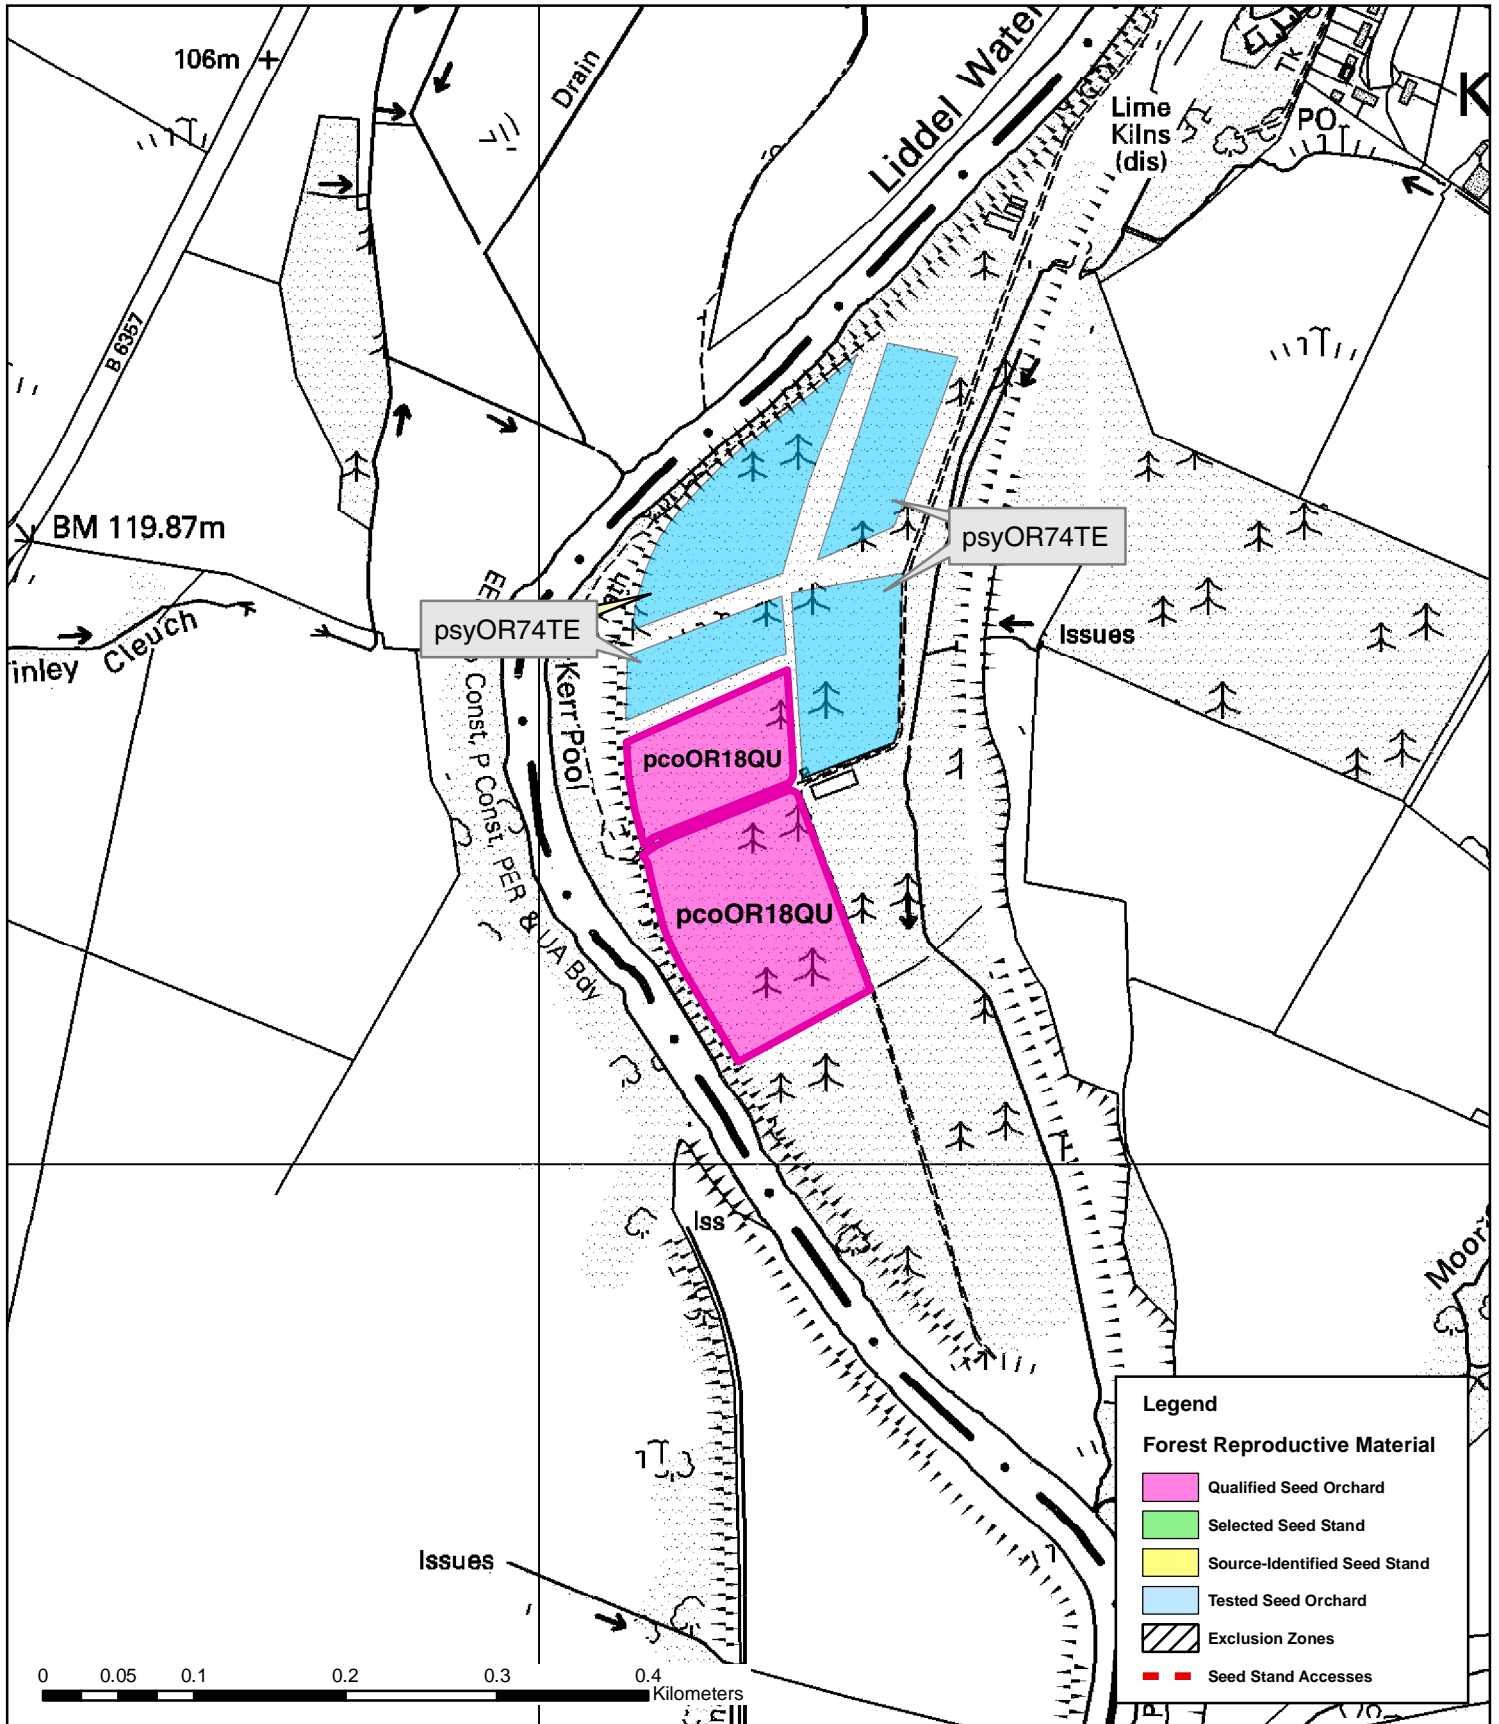 106m
Drain
Liddel Water
Lime
Kilns
(dis)
Tk
PO
K
B 6357
BM 119.87m
psyOR74TE
psyOR74TE
Issues
inley Cleuch
Kerr Pool
Const, P Const, PER & UA Bdy
pcoOR18QU
pcoOR18QU
Iss
Moor
Issues
Legend
Forest Reproductive Material
Qualified Seed Orchard
Selected Seed Stand
Source-Identified Seed Stand
Tested Seed Orchard
Exclusion Zones
Seed Stand Accesses
0 0.05 0.1 0.2 0.3 0.4
Kilometers